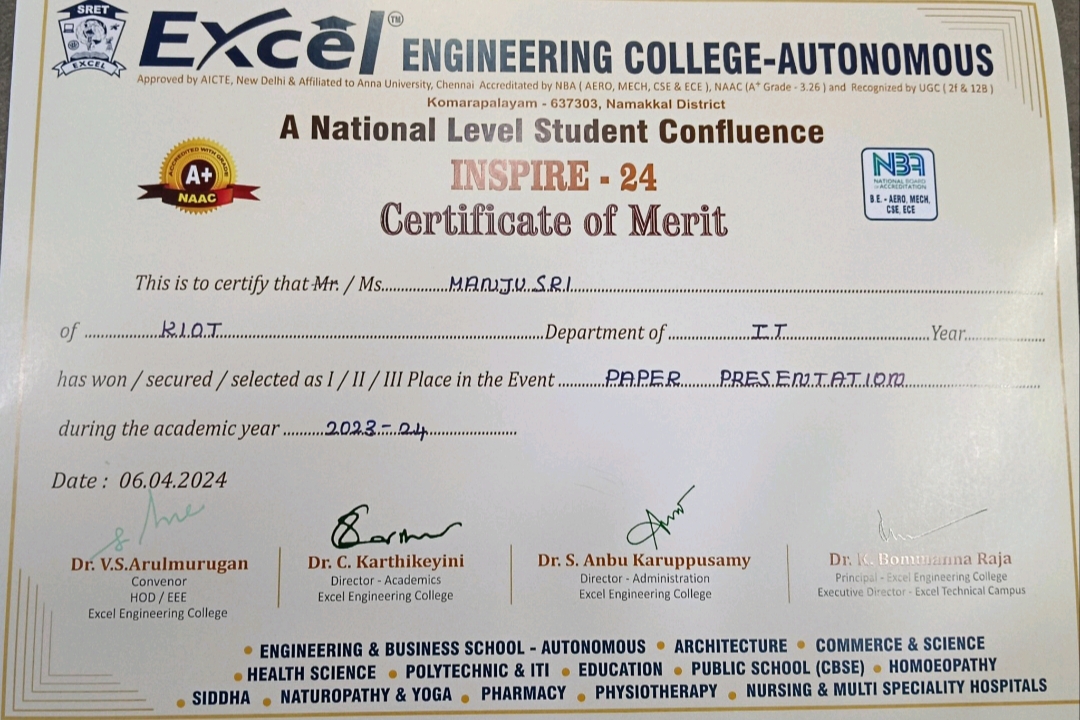 SRET
EXCEL
Excel TM ENGINEERING COLLEGE-AUTONOMOUS
Approved by AICTE, New Delhi & Affiliated to Anna University, Chennai Accredited by NBA ( AERO, MECH, CSE & ECE ), NAAC (A+ Grade - 3.26 ) and Recognized by UGC ( 2f & 12B )
Komarapalayam - 637303, Namakkal District
A National Level Student Confluence
ACCREDITED WITH GRADE
A+
NAAC
INSPIRE - 24
NBA
NATIONAL BOARD
of ACCREDITATION
B.E. - AERO, MECH,
CSE, ECE
Certificate of Merit
This is to certify that Mr. / Ms. MANJU SRI
of KIOT Department of IT Year
has won / secured / selected as I / II / III Place in the Event PAPER PRESENTATION
during the academic year 2023-24
Date : 06.04.2024
Dr. V.S.Arulmurugan
Convenor
HOD / EEE
Excel Engineering College
Dr. C. Karthikeyini
Director - Academics
Excel Engineering College
Dr. S. Anbu Karuppusamy
Director - Administration
Excel Engineering College
Dr. K. Bommanna Raja
Principal - Excel Engineering College
Executive Director - Excel Technical Campus
• ENGINEERING & BUSINESS SCHOOL - AUTONOMOUS • ARCHITECTURE • COMMERCE & SCIENCE
• HEALTH SCIENCE • POLYTECHNIC & ITI • EDUCATION • PUBLIC SCHOOL (CBSE) • HOMOEOPATHY
• SIDDHA • NATUROPATHY & YOGA • PHARMACY • PHYSIOTHERAPY • NURSING & MULTI SPECIALITY HOSPITALS